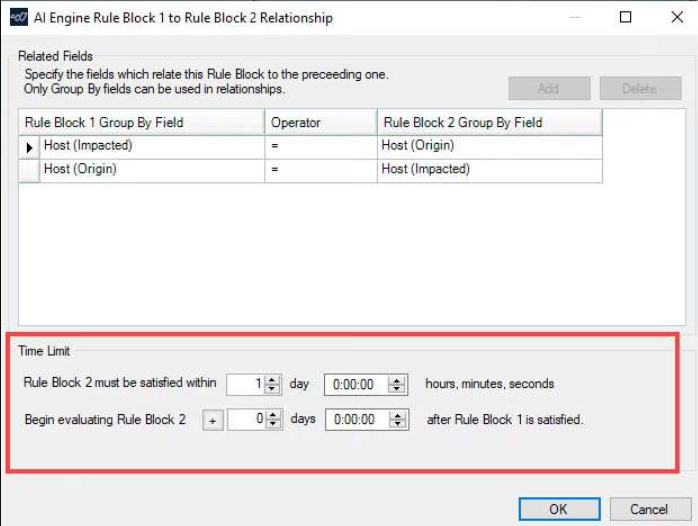 AI Engine Rule Block 1 to Rule Block 2 Relationship
Related Fields
Specify the fields which relate this Rule Block to the preceeding one.
Only Group By fields can be used in relationships.
Add
Delete
Rule Block 1 Group By Field Operator Rule Block 2 Group By Field
Host (Impacted) = Host (Origin)
Host (Origin) = Host (Impacted)
Time Limit
Rule Block 2 must be satisfied within 1 day 0:00:00 hours, minutes, seconds
Begin evaluating Rule Block 2 + 0 days 0:00:00 after Rule Block 1 is satisfied.
OK
Cancel